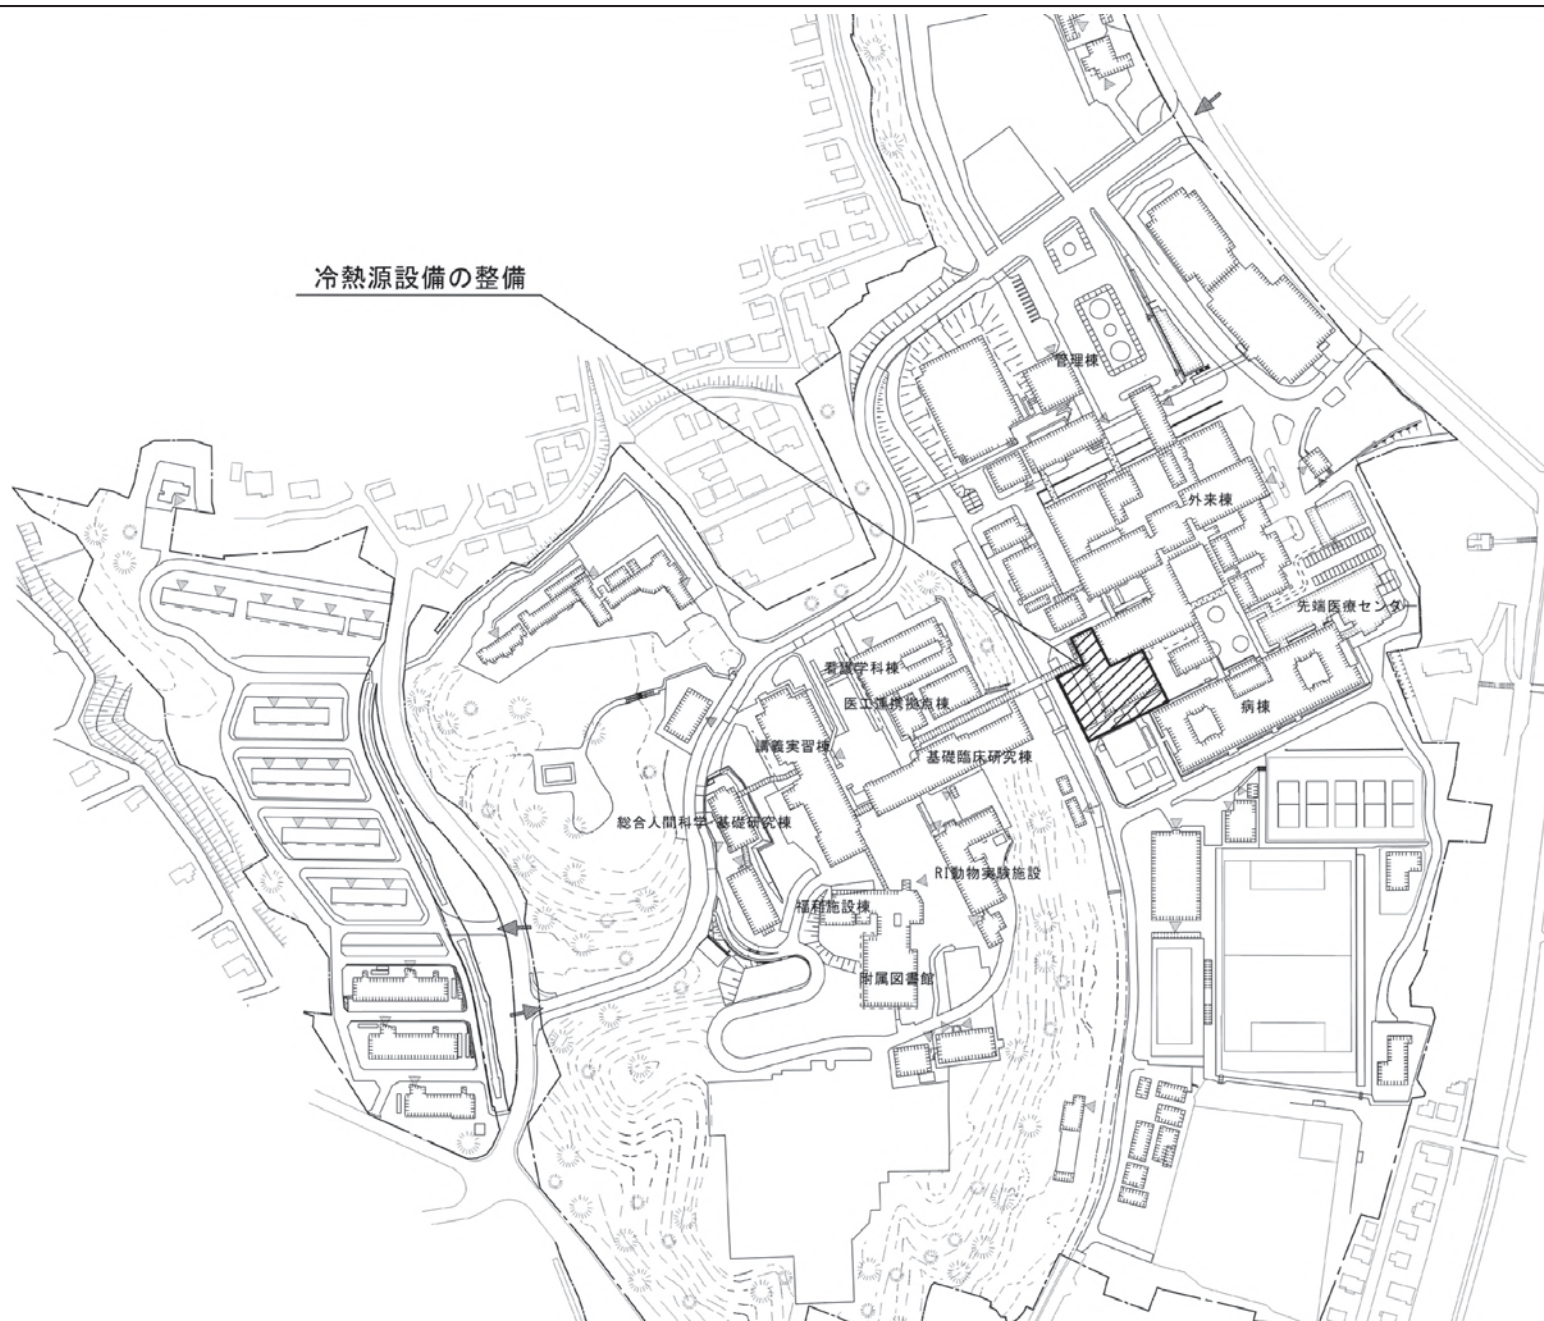 冷熱源設備の整備
管理棟
外来棟
先端医療センター
看護学科棟
医工連携拠点棟
病棟
講義実習棟
基礎臨床研究棟
総合人間科学・基礎研究棟
RI動物実験施設
福利施設棟
附属図書館